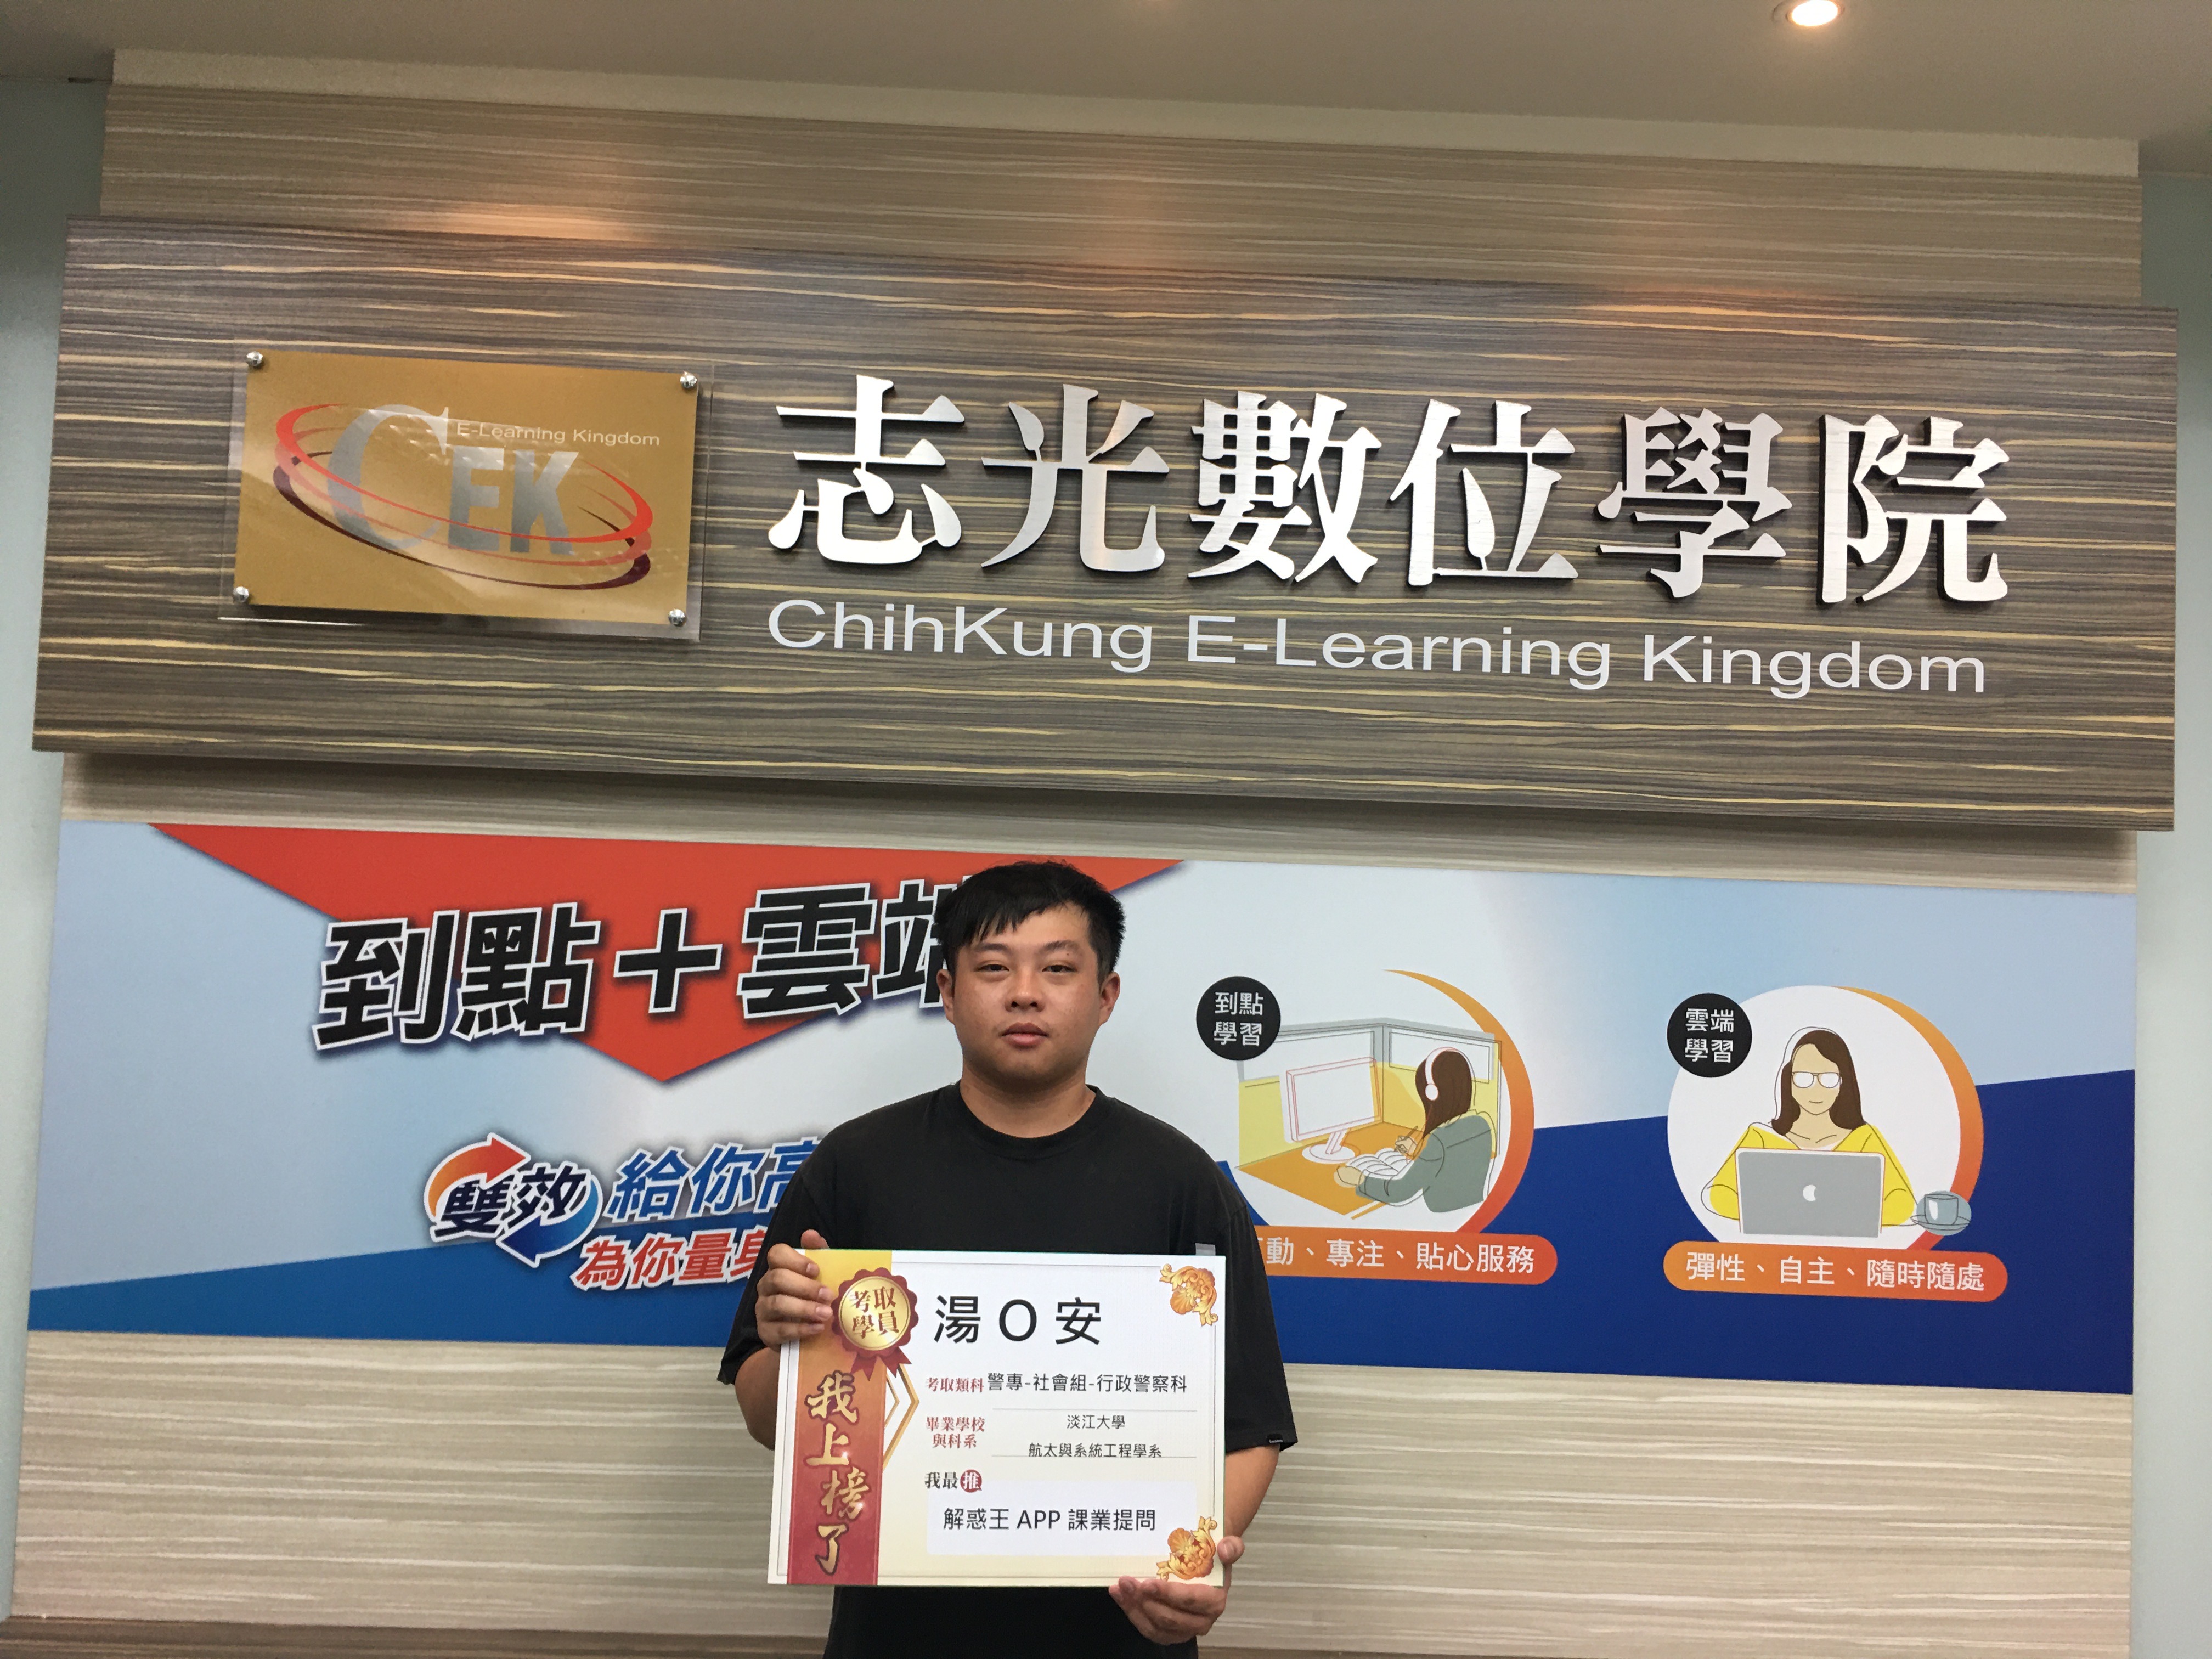 CEK
E-Learning Kingdom
志光數位學院
ChihKung E-Learning Kingdom
到點+雲端
雙效 給你高
為你量身
到點
學習
動、專注、貼心服務
雲端
學習
彈性、自主、隨時隨處
考取
學員
我上榜了
湯O安
考取類科 警專-社會組-行政警察科
畢業學校
與科系
淡江大學
航太與系統工程學系
我最推
解惑王 APP 課業提問